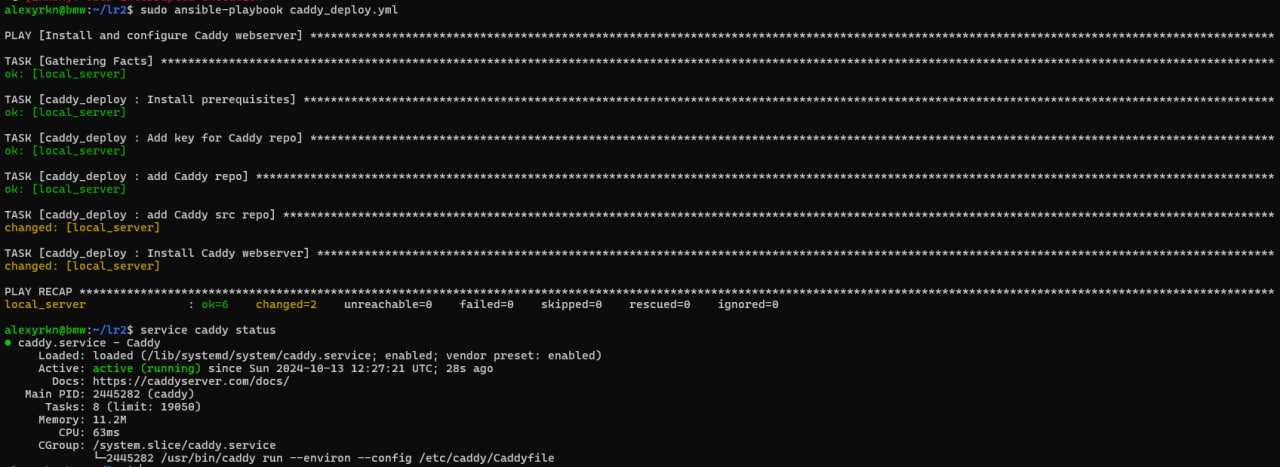 alexyrkn@bmw:~/lr2$ sudo ansible-playbook caddy_deploy.yml
PLAY [Install and configure Caddy webserver] **********************************************************************************************************************************************
TASK [Gathering Facts] ********************************************************************************************************************************************************************
ok: [local_server]
TASK [caddy_deploy : Install prerequisites] ***********************************************************************************************************************************************
ok: [local_server]
TASK [caddy_deploy : Add key for Caddy repo] **********************************************************************************************************************************************
ok: [local_server]
TASK [caddy_deploy : add Caddy repo] ******************************************************************************************************************************************************
ok: [local_server]
TASK [caddy_deploy : add Caddy src repo] **************************************************************************************************************************************************
changed: [local_server]
TASK [caddy_deploy : Install Caddy webserver] *********************************************************************************************************************************************
changed: [local_server]
PLAY RECAP ********************************************************************************************************************************************************************************
local_server               : ok=6    changed=2    unreachable=0    failed=0    skipped=0    rescued=0    ignored=0
alexyrkn@bmw:~/lr2$ service caddy status
● caddy.service - Caddy
     Loaded: loaded (/lib/systemd/system/caddy.service; enabled; vendor preset: enabled)
     Active: active (running) since Sun 2024-10-13 12:27:21 UTC; 28s ago
       Docs: https://caddyserver.com/docs/
   Main PID: 2445282 (caddy)
      Tasks: 8 (limit: 19050)
     Memory: 11.2M
        CPU: 63ms
     CGroup: /system.slice/caddy.service
             └─2445282 /usr/bin/caddy run --environ --config /etc/caddy/Caddyfile